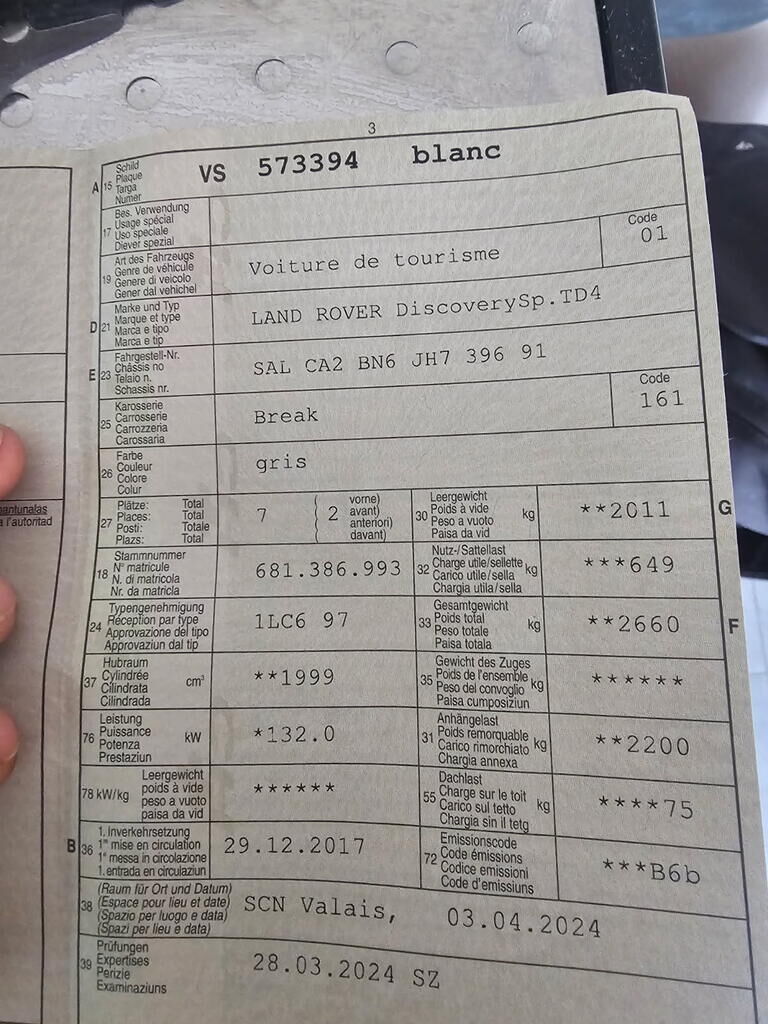 3
A 15 Schild
Plaque
Targa
Numer
VS 573394 blanc
17 Bes. Verwendung
Usage spécial
Uso speciale
Diever spezial
19 Art des Fahrzeugs
Genre de véhicule
Genere di veicolo
Gener dal vehichel
Voiture de tourisme
Code
01
D 21 Marke und Typ
Marque et type
Marca e tipo
Marca e tip
LAND ROVER DiscoverySp.TD4
E 23 Fahrgestell-Nr.
Châssis no
Telaio n.
Schassis nr.
SAL CA2 BN6 JH7 396 91
25 Karosserie
Carrosserie
Carrozzeria
Carossaria
Break
Code
161
26 Farbe
Couleur
Colore
Colur
gris
27 Plätze: Total
Places: Total
Posti: Totale
Plazs: Total
7 ( 2 vorne)
avant)
anteriori)
davant)
30 Leergewicht
Poids à vide kg
Peso a vuoto
Paisa da vid
**2011
G
18 Stammnummer
N° matricule
N. di matricola
Nr. da matricla
681.386.993
32 Nutz-/Sattellast
Charge utile/sellette kg
Carico utile/sella
Chargia utila/sella
***649
24 Typengenehmigung
Réception par type
Approvazione del tipo
Approvaziun dal tip
1LC6 97
33 Gesamtgewicht
Poids total kg
Peso totale
Paisa totala
**2660
F
37 Hubraum
Cylindrée cm³
Cilindrata
Cilindrada
**1999
35 Gewicht des Zuges
Poids de l'ensemble
Peso del convoglio kg
Paisa cumposiziun
******
76 Leistung
Puissance kW
Potenza
Prestaziun
*132.0
31 Anhängelast
Poids remorquable
Carico rimorchiato kg
Chargia annexa
**2200
78 kW/kg Leergewicht
poids à vide
peso a vuoto
paisa da vid
******
55 Dachlast
Charge sur le toit
Carico sul tetto kg
Chargia sin il tetg
****75
B 36 1. Inverkehrsetzung
1re mise en circulation
1a messa in circolazione
1. entrada en circulaziun
29.12.2017
72 Emissionscode
Code émissions
Codice emissioni
Code d'emissiuns
***B6b
38 (Raum für Ort und Datum)
(Espace pour lieu et date)
(Spazio per luogo e data)
(Spazi per lieu e data)
SCN Valais, 03.04.2024
39 Prüfungen
Expertises
Perizie
Examinaziuns
28.03.2024 SZ
a l'autoritad